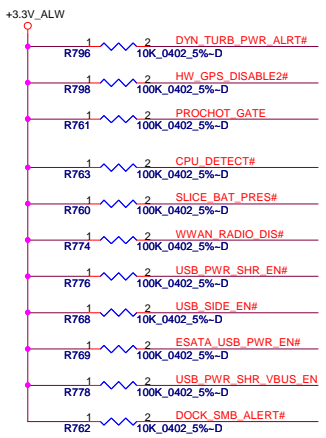 +3.3V_ALW
1 2 DYN_TURB_PWR_ALRT#
R796 10K_0402_5%~D
1 2 HW_GPS_DISABLE2#
R798 100K_0402_5%~D
1 2 PROCHOT_GATE
R761 100K_0402_5%~D
1 2 CPU_DETECT#
R763 100K_0402_5%~D
1 2 SLICE_BAT_PRES#
R760 100K_0402_5%~D
1 2 WWAN_RADIO_DIS#
R774 100K_0402_5%~D
1 2 USB_PWR_SHR_EN#
R776 100K_0402_5%~D
1 2 USB_SIDE_EN#
R768 10K_0402_5%~D
1 2 ESATA_USB_PWR_EN#
R769 100K_0402_5%~D
1 2 USB_PWR_SHR_VBUS_EN
R778 100K_0402_5%~D
1 2 DOCK_SMB_ALERT#
R762 10K_0402_5%~D